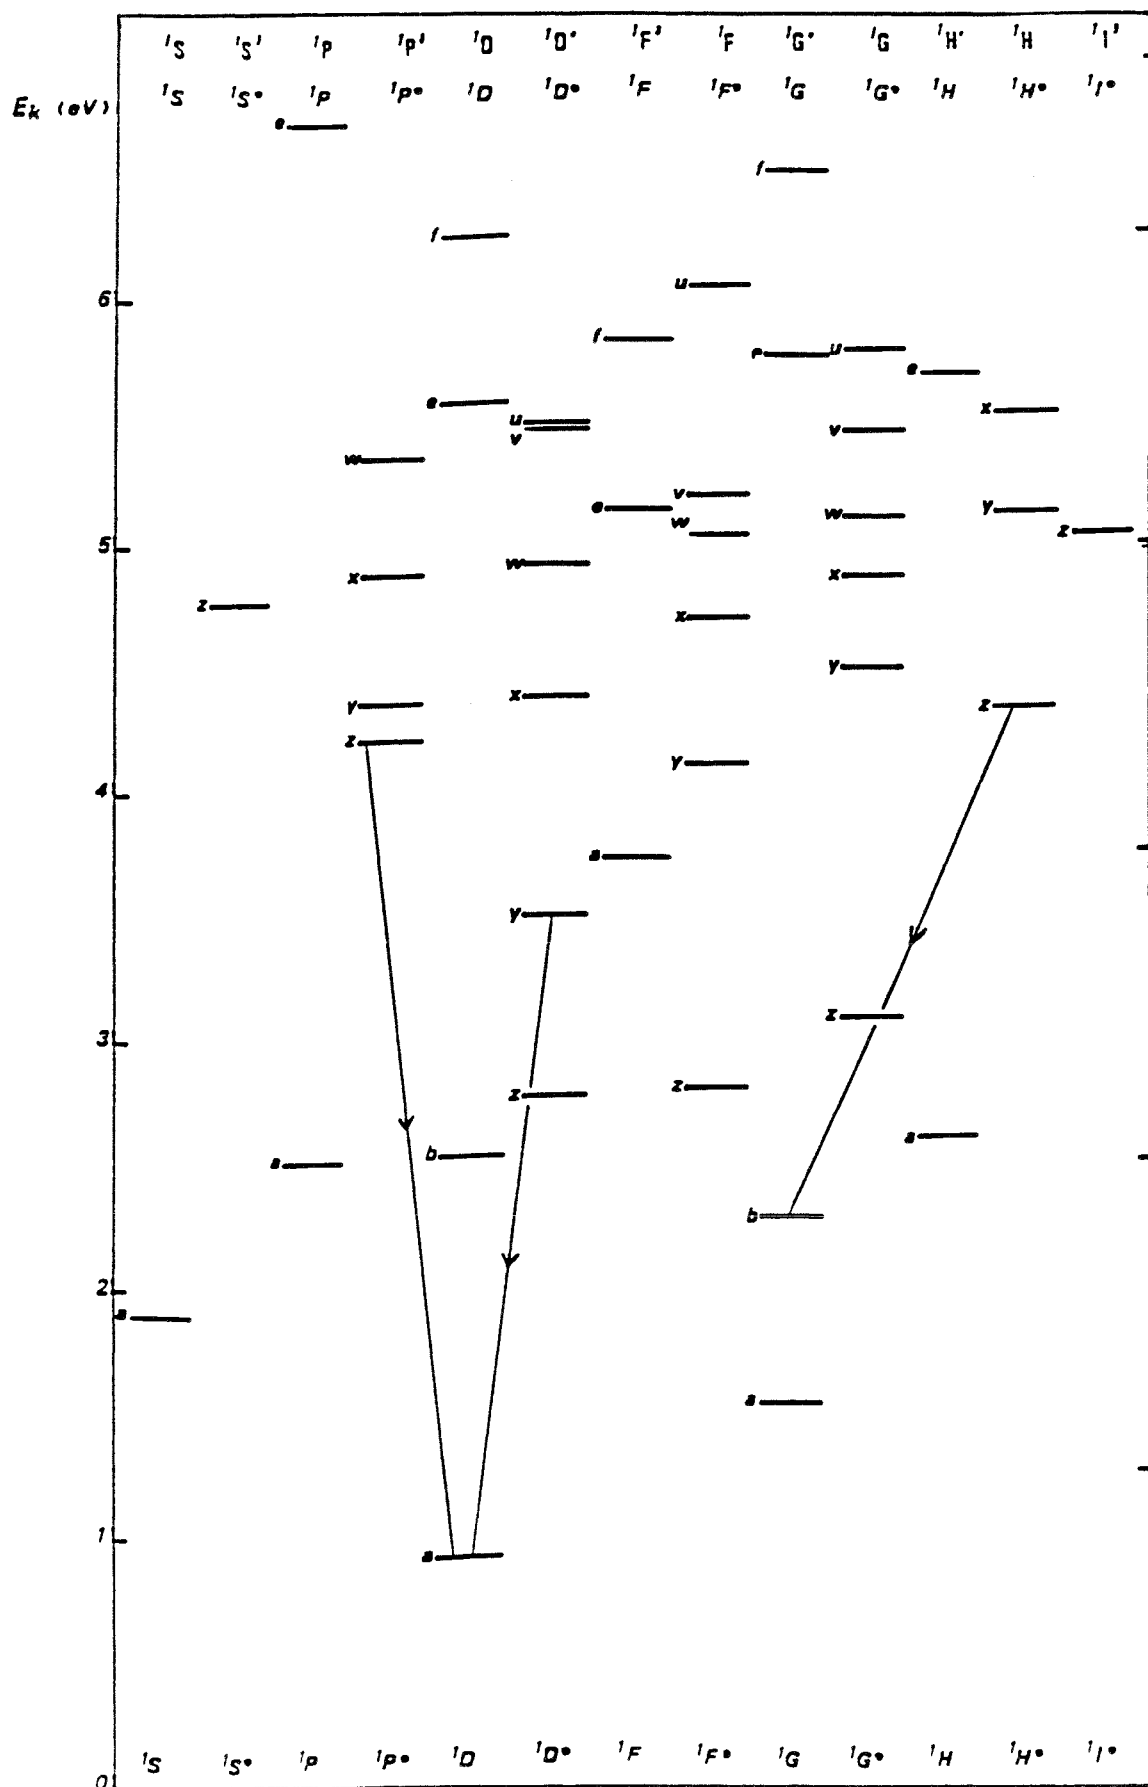 ¹S ¹S' ¹P ¹P' ¹D ¹D' ¹F' ¹F ¹G' ¹G ¹H' ¹H ¹I'
E_k (eV) ¹S ¹S° ¹P ¹P° ¹D ¹D° ¹F ¹F° ¹G ¹G° ¹H ¹H° ¹I°
e
f
f
u
6
f
e u
e
e
x
u
v
v
w
v
e
w
w
y
z
5
w
x
x
z
x
y
x
y
z
z
y
4
a
y
z
3
z
z
b
a
a
b
2
a
a
1
a
¹S ¹S° ¹P ¹P° ¹D ¹D° ¹F ¹F° ¹G ¹G° ¹H ¹H° ¹I°
0